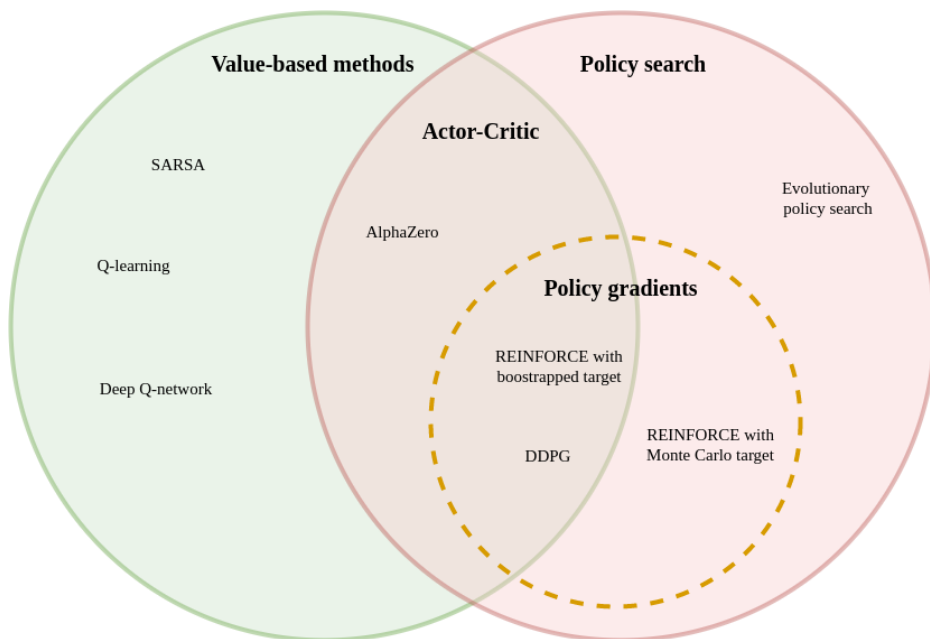 Value-based methods
Policy search
Actor-Critic
SARSA
Evolutionary
policy search
AlphaZero
Q-learning
Policy gradients
REINFORCE with
boostrapped target
Deep Q-network
REINFORCE with
Monte Carlo target
DDPG